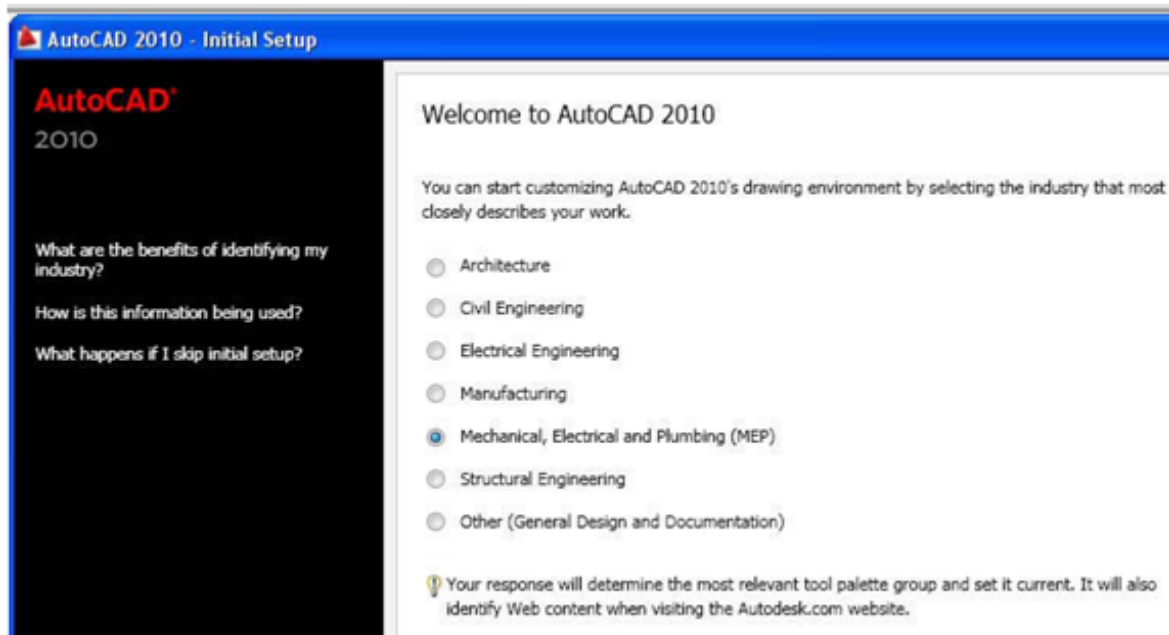 AutoCAD 2010 - Initial Setup
AutoCAD®
2010
What are the benefits of identifying my
industry?
How is this information being used?
What happens if I skip initial setup?
Welcome to AutoCAD 2010
You can start customizing AutoCAD 2010's drawing environment by selecting the industry that most
closely describes your work.
Architecture
Civil Engineering
Electrical Engineering
Manufacturing
Mechanical, Electrical and Plumbing (MEP)
Structural Engineering
Other (General Design and Documentation)
Your response will determine the most relevant tool palette group and set it current. It will also
identify Web content when visiting the Autodesk.com website.